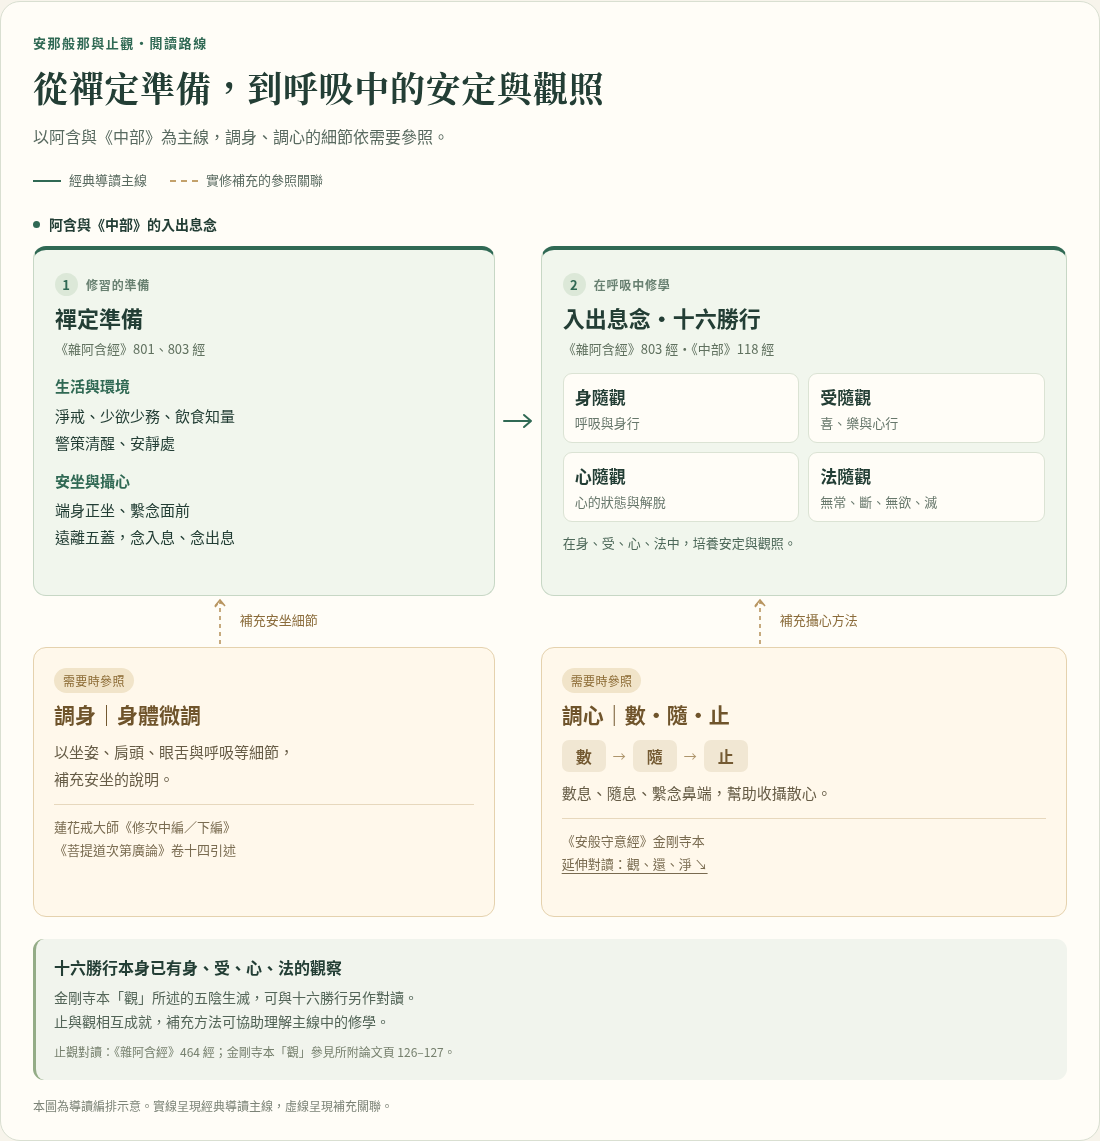 安那般那與止觀・閱讀路線
從禪定準備，到呼吸中的安定與觀照
以阿含與《中部》為主線，調身、調心的細節依需要參照。
經典導讀主線
實修補充的參照關聯
阿含與《中部》的入出息念
1 修習的準備
禪定準備
《雜阿含經》801、803 經
生活與環境
淨戒、少欲少務、飲食知量
警策清醒、安靜處
安坐與攝心
端身正坐、繫念面前
遠離五蓋，念入息、念出息
→
2 在呼吸中修學
入出息念・十六勝行
《雜阿含經》803 經・《中部》118 經
身隨觀
呼吸與身行
受隨觀
喜、樂與心行
心隨觀
心的狀態與解脫
法隨觀
無常、斷、無欲、滅
在身、受、心、法中，培養安定與觀照。
補充安坐細節
補充攝心方法
需要時參照
調身｜身體微調
以坐姿、肩頭、眼舌與呼吸等細節，
補充安坐的說明。
蓮花戒大師《修次中編／下編》
《菩提道次第廣論》卷十四引述
需要時參照
調心｜數・隨・止
數 → 隨 → 止
數息、隨息、繫念鼻端，幫助收攝散心。
《安般守意經》金剛寺本
延伸對讀：觀、還、淨 ↘
十六勝行本身已有身、受、心、法的觀察
金剛寺本「觀」所述的五陰生滅，可與十六勝行另作對讀。
止與觀相互成就，補充方法可協助理解主線中的修學。
止觀對讀：《雜阿含經》464 經；金剛寺本「觀」參見所附論文頁 126–127。
本圖為導讀編排示意。實線呈現經典導讀主線，虛線呈現補充關聯。